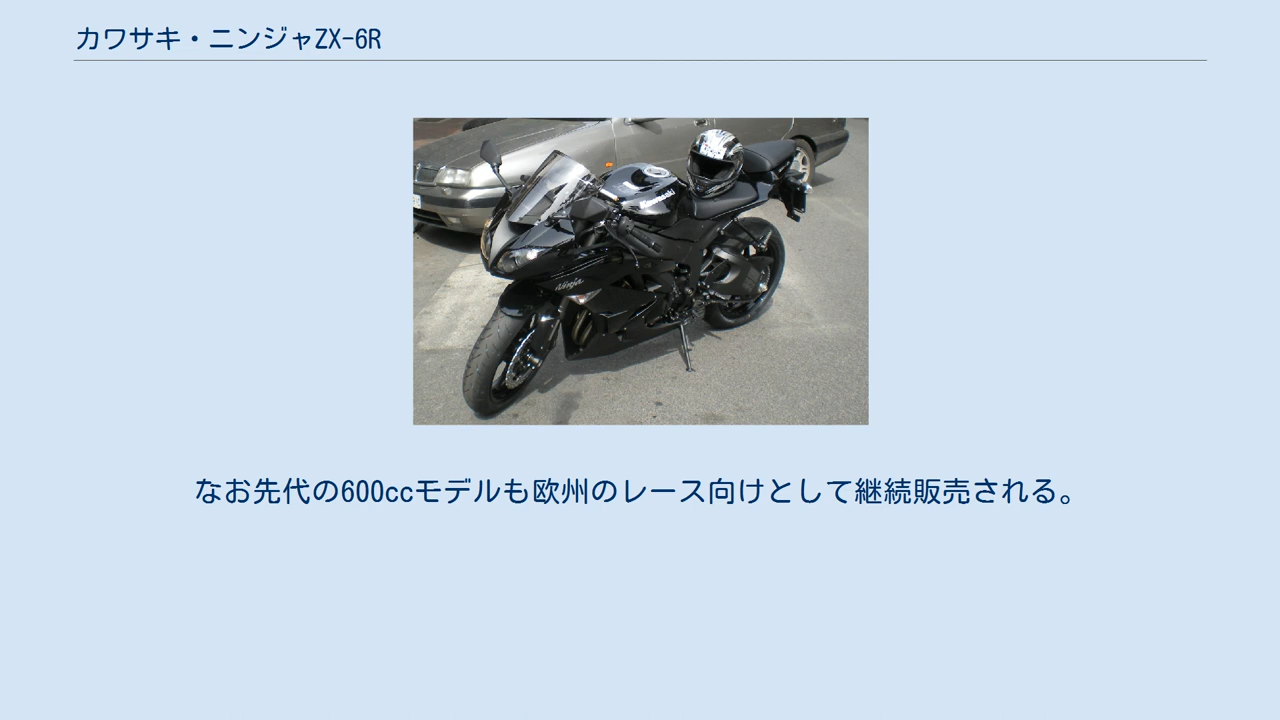 カワサキ・ニンジャZX-6R
Kawasaki
Ninja
なお先代の600ccモデルも欧州のレース向けとして継続販売される。